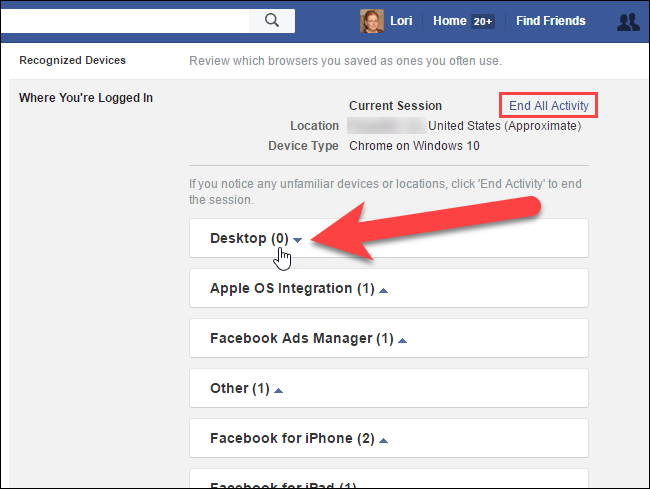 Lori Home 20+ Find Friends
Recognized Devices Review which browsers you saved as ones you often use.
Where You're Logged In
Current Session End All Activity
Location United States (Approximate)
Device Type Chrome on Windows 10
If you notice any unfamiliar devices or locations, click 'End Activity' to end
the session.
Desktop (0)
Apple OS Integration (1)
Facebook Ads Manager (1)
Other (1)
Facebook for iPhone (2)
Facebook for iPad (1)